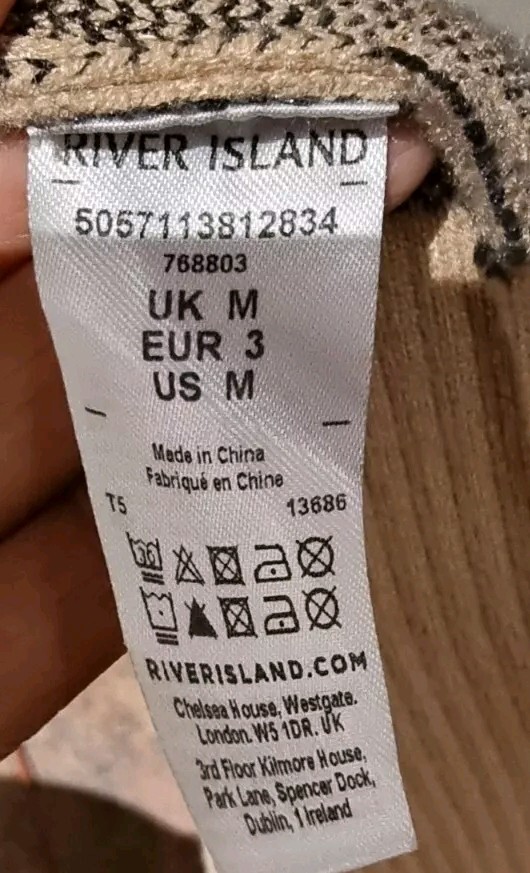 RIVER ISLAND
5057113812834
768803
UK M
EUR 3
US M
Made in China
Fabriqué en Chine
T5 13686
RIVERISLAND.COM
Chelsea House, Westgate.
London. W5 1DR. UK
3rd Floor Kilmore House,
Park Lane, Spencer Dock,
Dublin, 1 Ireland